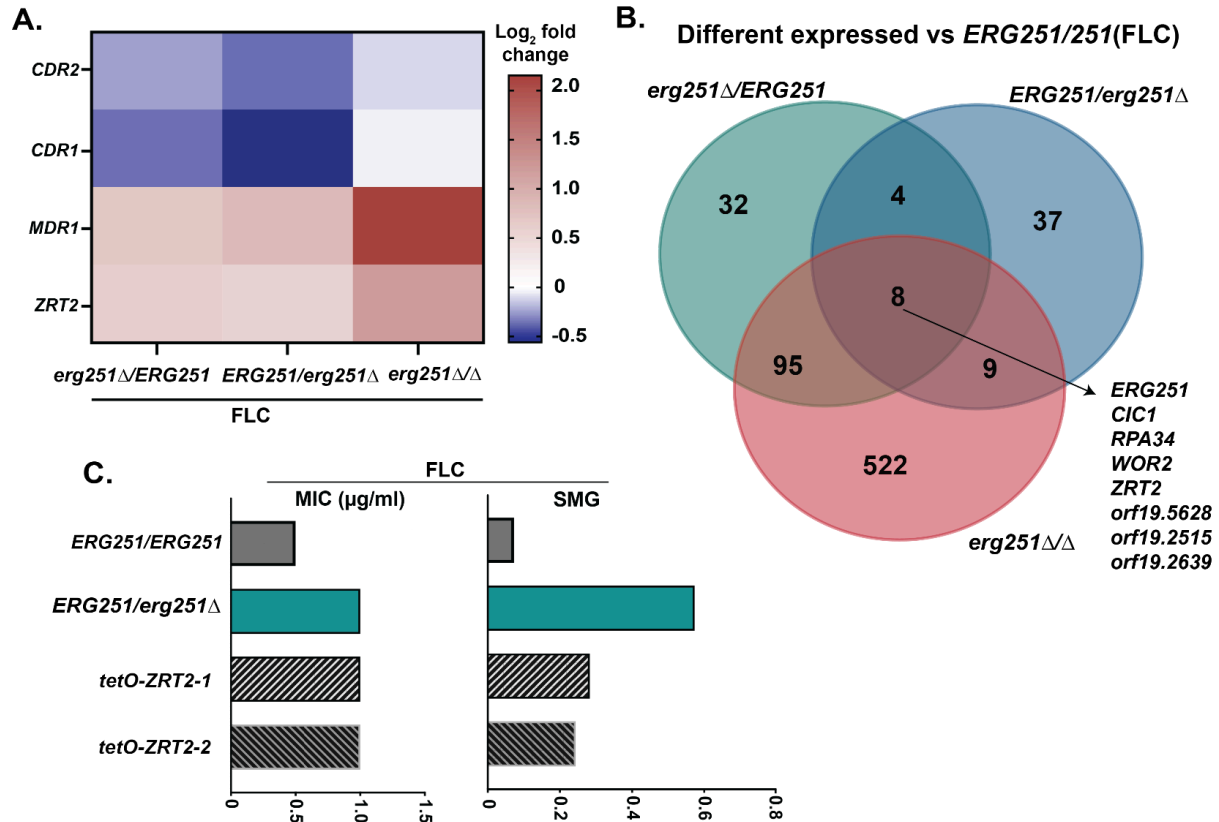 A.
Log2 fold
change
CDR2
CDR1
MDR1
ZRT2
2.0
1.5
1.0
0.5
0
-0.5
erg251Δ/ERG251
ERG251/erg251Δ
erg251Δ/Δ
FLC
B.
Different expressed vs ERG251/251(FLC)
erg251Δ/ERG251
ERG251/erg251Δ
32
4
37
8
95
9
522
erg251Δ/Δ
ERG251
CIC1
RPA34
WOR2
ZRT2
orf19.5628
orf19.2515
orf19.2639
C.
FLC
MIC (µg/ml)
SMG
ERG251/ERG251
ERG251/erg251Δ
tetO-ZRT2-1
tetO-ZRT2-2
0
0.5
1.0
1.5
0
0.2
0.4
0.6
0.8